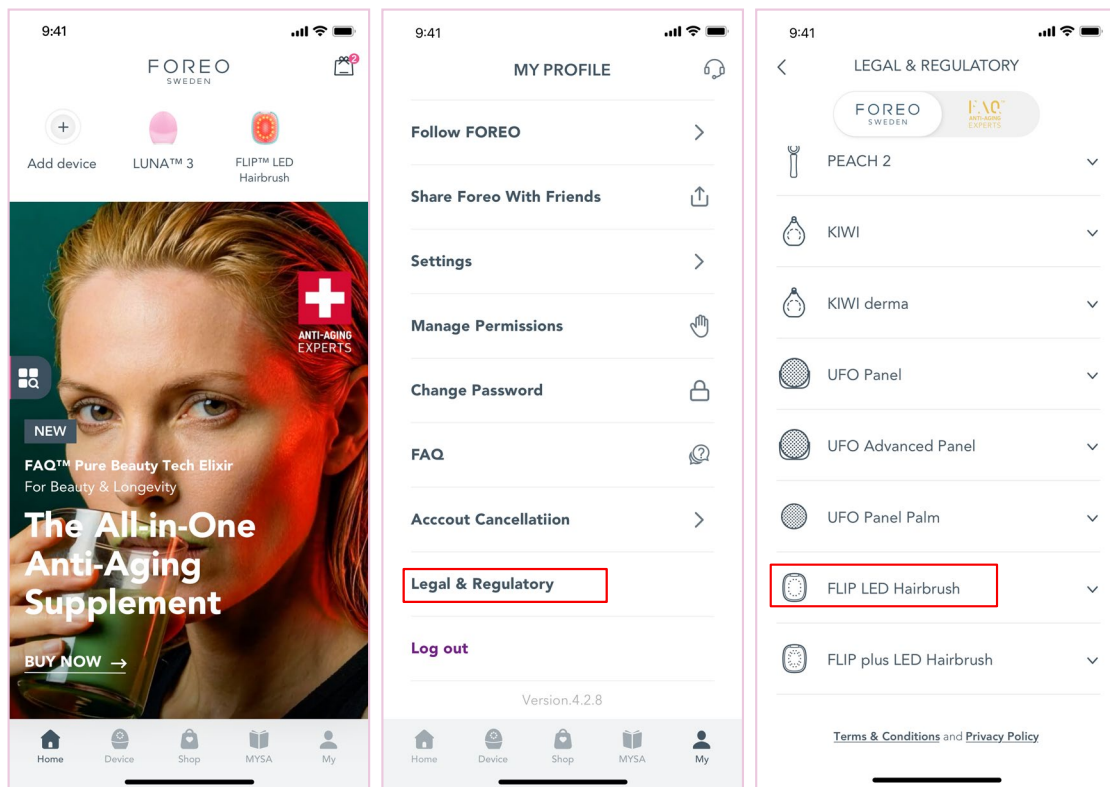 9:41
FOREO
SWEDEN
2
Add device
LUNA™ 3
FLIP™ LED
Hairbrush
ANTI-AGING
EXPERTS
NEW
FAQ™ Pure Beauty Tech Elixir
For Beauty & Longevity
The All-in-One
Anti-Aging
Supplement
BUY NOW →
Home
Device
Shop
MYSA
My
9:41
MY PROFILE
Follow FOREO
Share Foreo With Friends
Settings
Manage Permissions
Change Password
FAQ
Acccout Cancellatiion
Legal & Regulatory
Log out
Version.4.2.8
Home
Device
Shop
MYSA
My
9:41
LEGAL & REGULATORY
FOREO
SWEDEN
FAQ™
ANTI-AGING
EXPERTS
PEACH 2
KIWI
KIWI derma
UFO Panel
UFO Advanced Panel
UFO Panel Palm
FLIP LED Hairbrush
FLIP plus LED Hairbrush
Terms & Conditions and Privacy Policy